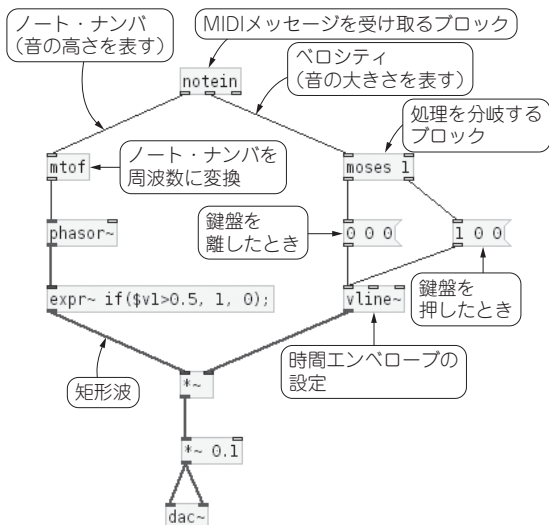 ノート・ナンバ
(音の高さを表す)
MIDIメッセージを受け取るブロック
notein
ベロシティ
(音の大きさを表す)
処理を分岐する
ブロック
mtof
ノート・ナンバを
周波数に変換
moses 1
phasor~
鍵盤を
離したとき
0 0 0
1 0 0
鍵盤を
押したとき
expr~ if($v1>0.5, 1, 0);
vline~
矩形波
時間エンベロープの
設定
*~
*~ 0.1
dac~